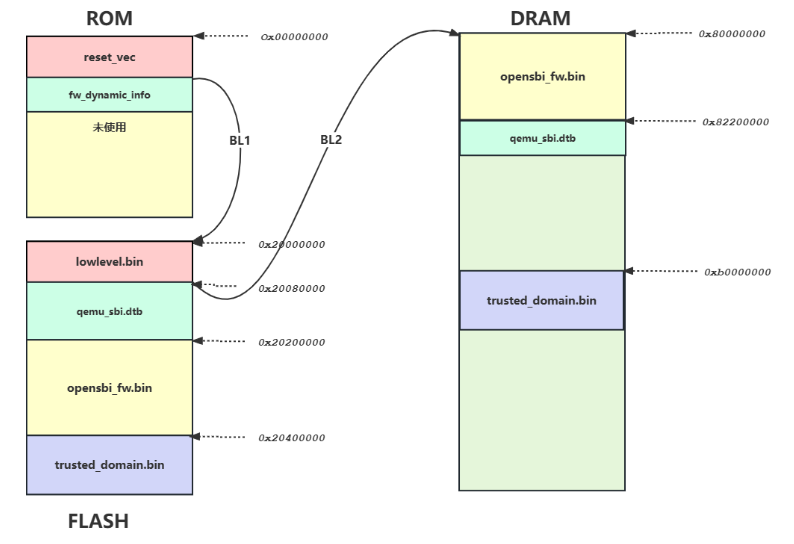 ROM
reset_vec
0x00000000
fw_dynamic_info
未使用
BL1
lowlevel.bin
0x20000000
qemu_sbi.dtb
0x20080000
opensbi_fw.bin
0x20200000
trusted_domain.bin
0x20400000
FLASH
BL2
DRAM
opensbi_fw.bin
0x80000000
qemu_sbi.dtb
0x82200000
trusted_domain.bin
0xb0000000